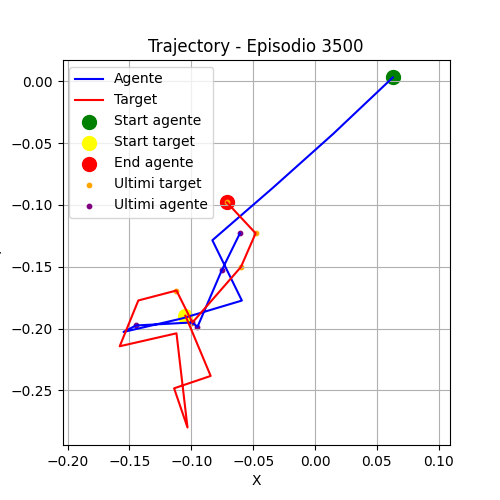 Trajectory - Episodio 3500
Agente
Target
Start agente
Start target
End agente
Ultimi target
Ultimi agente
0.00
−0.05
−0.10
−0.15
−0.20
−0.25
−0.20 −0.15 −0.10 −0.05 0.00 0.05 0.10
X